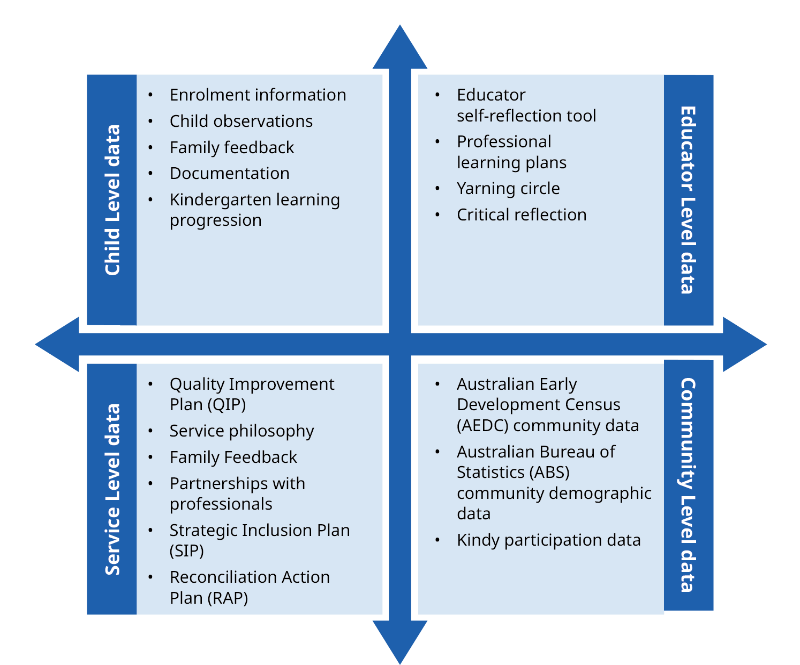 Child Level data
• Enrolment information
• Child observations
• Family feedback
• Documentation
• Kindergarten learning
progression
Educator Level data
• Educator
self-reflection tool
• Professional
learning plans
• Yarning circle
• Critical reflection
Service Level data
• Quality Improvement
Plan (QIP)
• Service philosophy
• Family Feedback
• Partnerships with
professionals
• Strategic Inclusion Plan
(SIP)
• Reconciliation Action
Plan (RAP)
Community Level data
• Australian Early
Development Census
(AEDC) community data
• Australian Bureau of
Statistics (ABS)
community demographic
data
• Kindy participation data